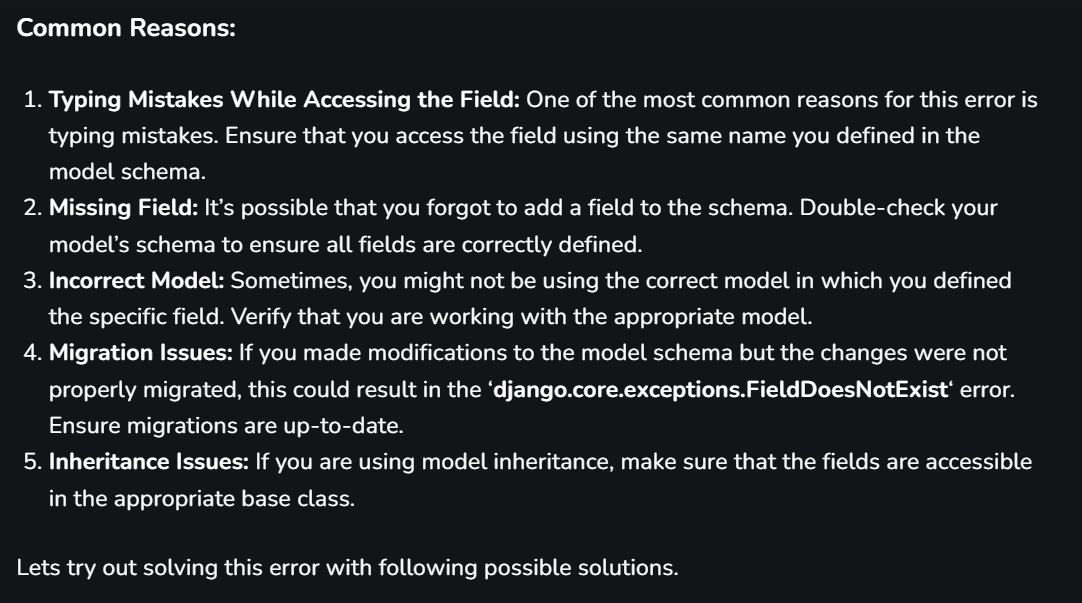 Common Reasons:
1. Typing Mistakes While Accessing the Field: One of the most common reasons for this error is
typing mistakes. Ensure that you access the field using the same name you defined in the
model schema.
2. Missing Field: It’s possible that you forgot to add a field to the schema. Double-check your
model’s schema to ensure all fields are correctly defined.
3. Incorrect Model: Sometimes, you might not be using the correct model in which you defined
the specific field. Verify that you are working with the appropriate model.
4. Migration Issues: If you made modifications to the model schema but the changes were not
properly migrated, this could result in the ‘django.core.exceptions.FieldDoesNotExist‘ error.
Ensure migrations are up-to-date.
5. Inheritance Issues: If you are using model inheritance, make sure that the fields are accessible
in the appropriate base class.
Lets try out solving this error with following possible solutions.